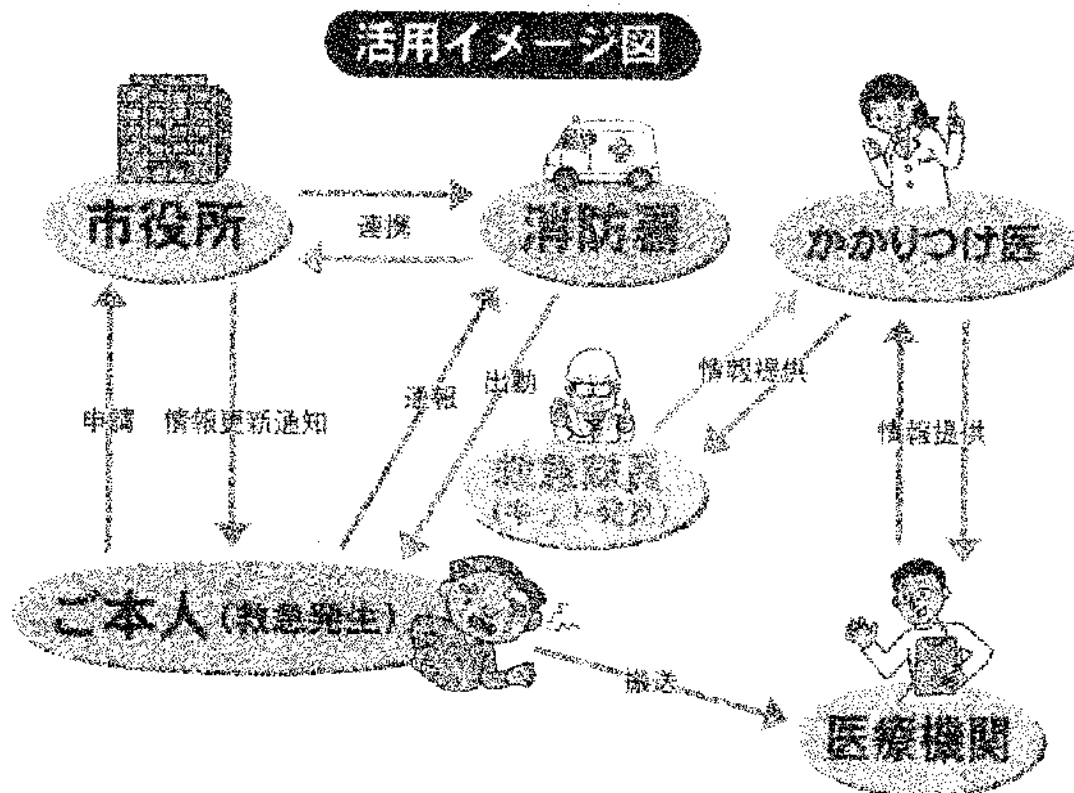 活用イメージ図
市役所
連携
消防署
かかりつけ医
申請
情報更新通知
通報
出動
情報提供
情報提供
救急隊員
ご本人(救急発生)
搬送
医療機関